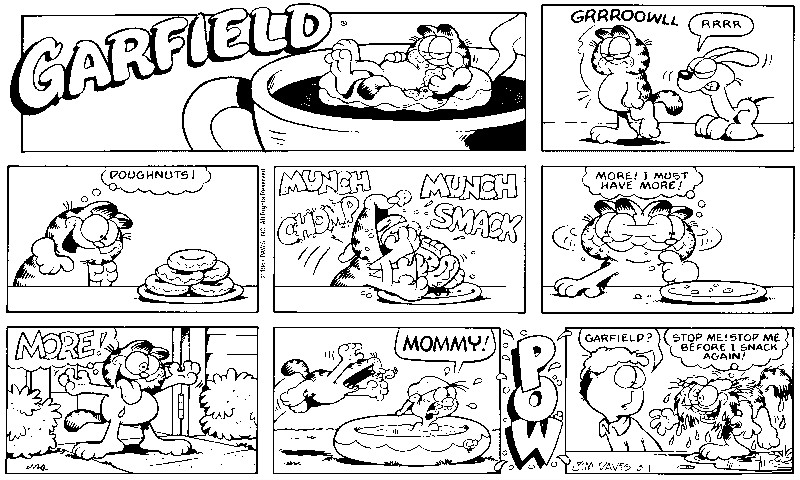 GARFIELD
GRRROOWLL
RRRR
DOUGHNUTS!
MUNCH
CHOMP
MUNCH
SMACK
MORE! I MUST
HAVE MORE!
MORE!
MOMMY!
POW
GARFIELD?
STOP ME! STOP ME
BEFORE I SNACK
AGAIN!
JIM DAVIS